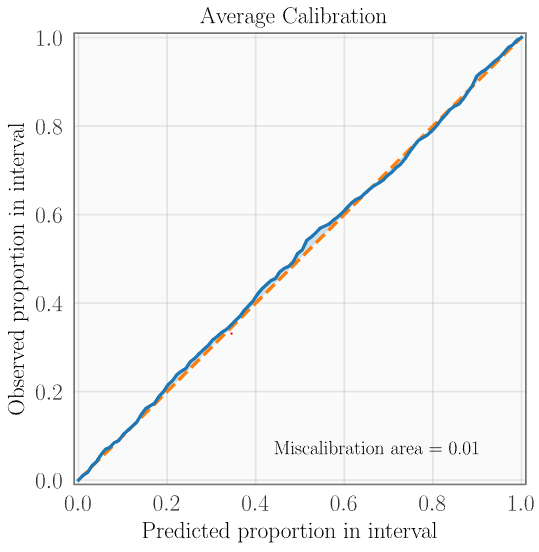 Average Calibration
1.0
0.8
0.6
0.4
0.2
0.0
Observed proportion in interval
Miscalibration area = 0.01
0.0 0.2 0.4 0.6 0.8 1.0
Predicted proportion in interval